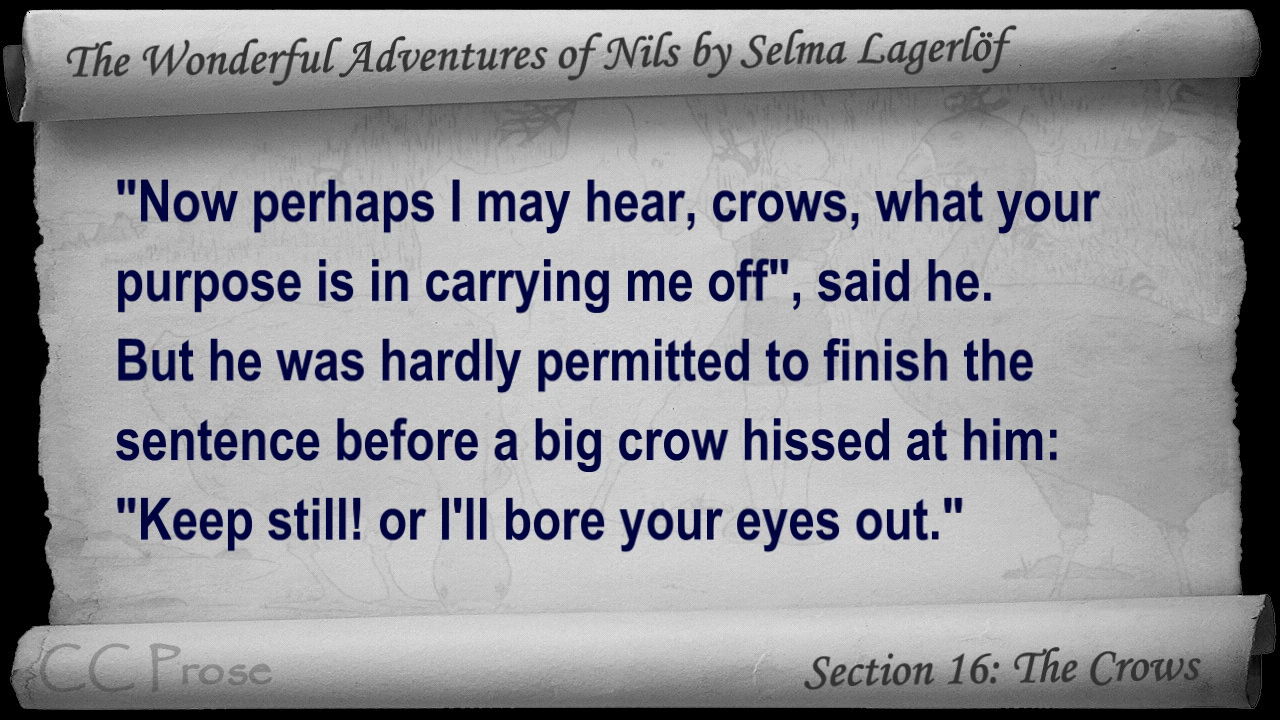 The Wonderful Adventures of Nils by Selma Lagerlöf
"Now perhaps I may hear, crows, what your
purpose is in carrying me off", said he.
But he was hardly permitted to finish the
sentence before a big crow hissed at him:
"Keep still! or I'll bore your eyes out."
CC Prose
Section 16: The Crows